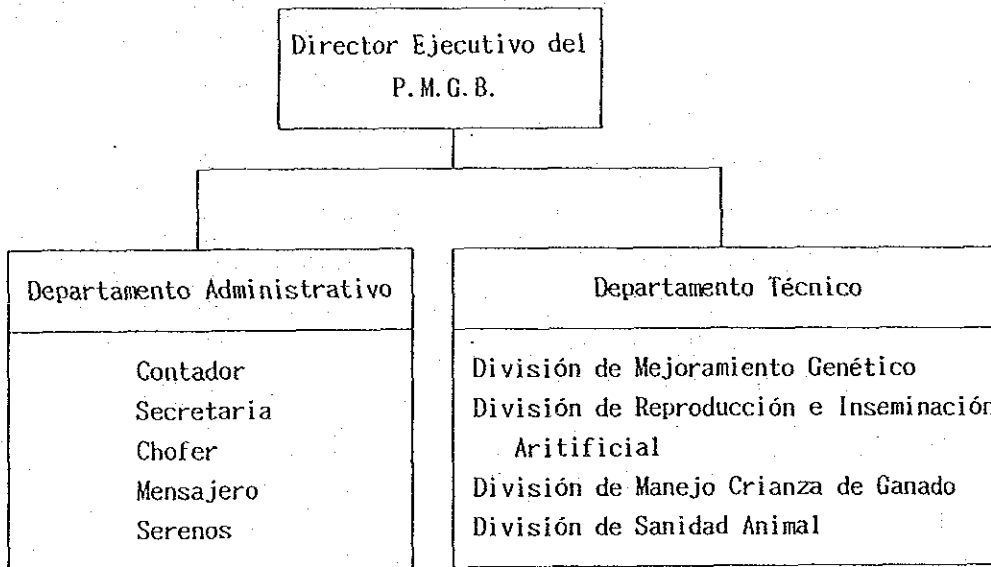 Director Ejecutivo del
P.M.G.B.
Departamento Administrativo
Contador
Secretaria
Chofer
Mensajero
Serenos
Departamento Técnico
División de Mejoramiento Genético
División de Reproducción e Inseminación
Aritificial
División de Manejo Crianza de Ganado
División de Sanidad Animal